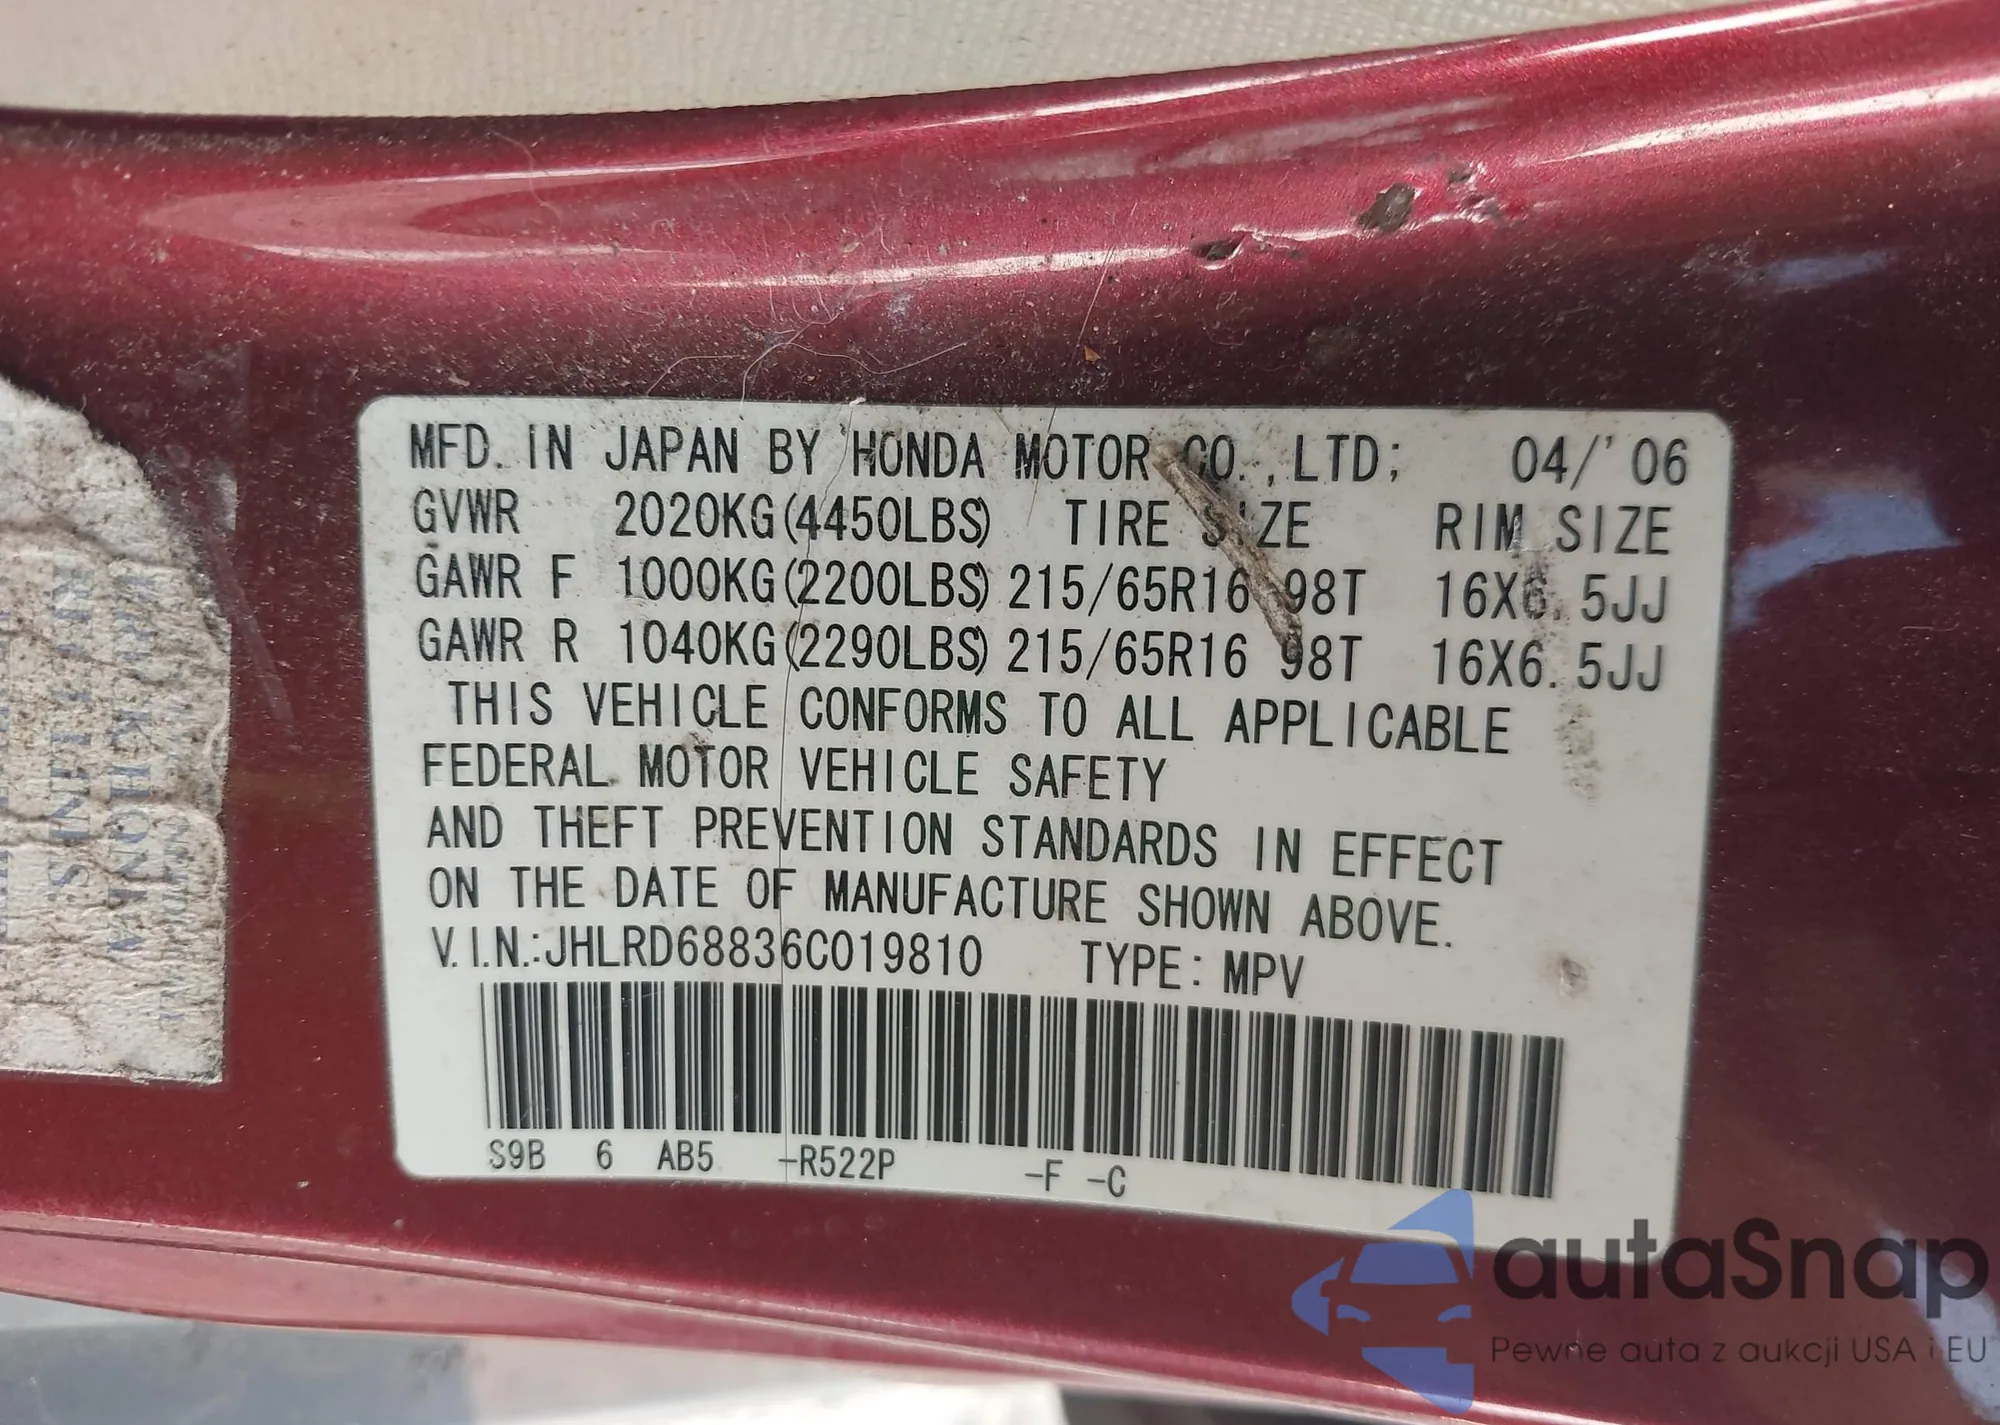 MFD. IN JAPAN BY HONDA MOTOR CO., LTD; 04/'06
GVWR 2020KG(4450LBS) TIRE SIZE RIM SIZE
GAWR F 1000KG(2200LBS) 215/65R16 98T 16X6.5JJ
GAWR R 1040KG(2290LBS) 215/65R16 98T 16X6.5JJ
THIS VEHICLE CONFORMS TO ALL APPLICABLE
FEDERAL MOTOR VEHICLE SAFETY
AND THEFT PREVENTION STANDARDS IN EFFECT
ON THE DATE OF MANUFACTURE SHOWN ABOVE.
V.I.N.:JHLRD68836C019810 TYPE: MPV
S9B 6 AB5 -R522P -F -C
autaSnap
Pewne auta z aukcji USA i EU